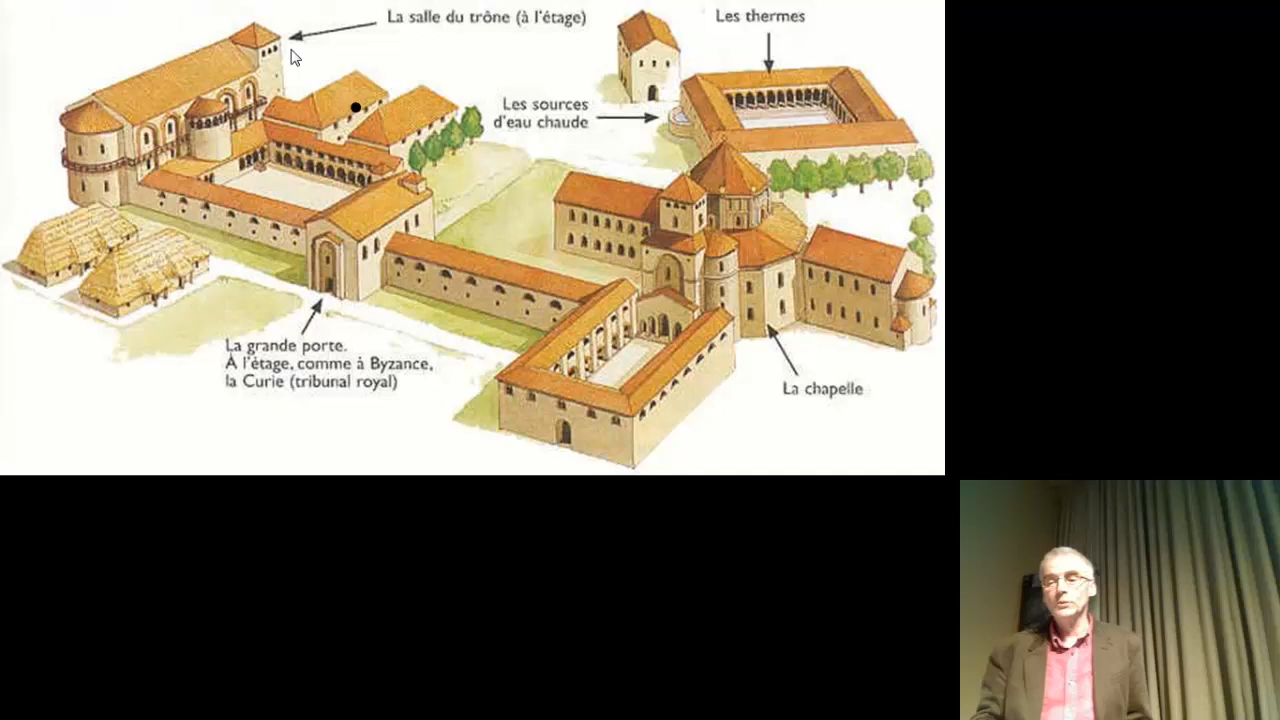 La salle du trône (à l'étage)
Les thermes
Les sources
d'eau chaude
La grande porte.
À l'étage, comme à Byzance,
la Curie (tribunal royal)
La chapelle